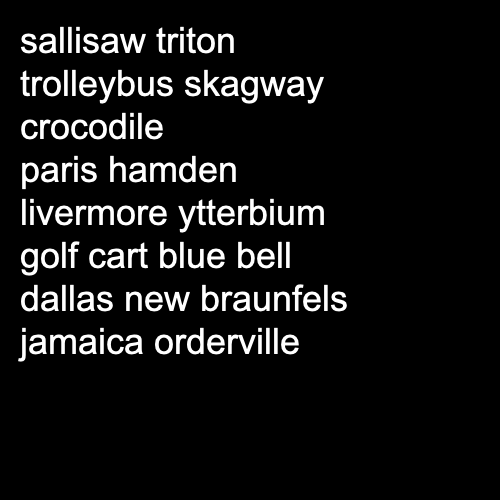 sallisaw triton
trolleybus skagway
crocodile
paris hamden
livermore ytterbium
golf cart blue bell
dallas new braunfels
jamaica orderville